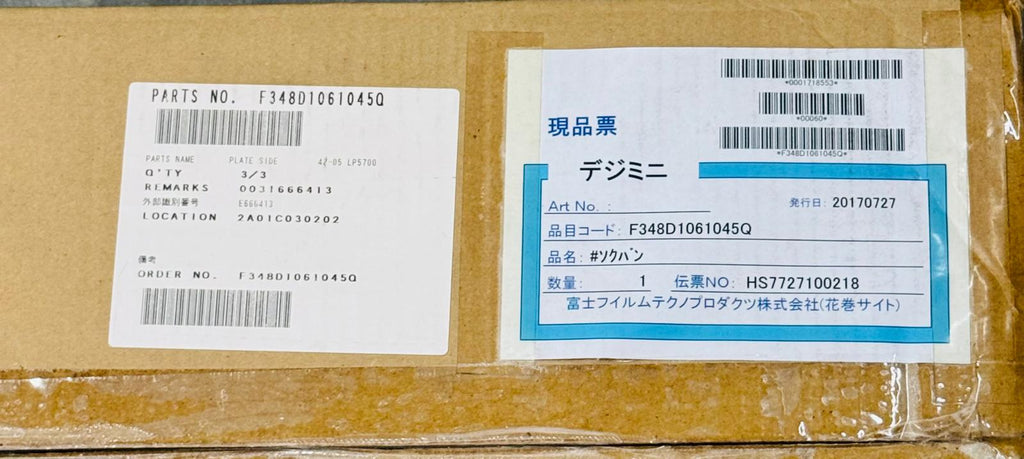 PARTS NO. F348D1061045Q
PARTS NAME PLATE SIDE 42-05 LP5700
Q'TY 3/3
REMARKS 0031666413
外部識別番号 E666413
LOCATION 2A01C030202
備考
ORDER NO. F348D1061045Q
*0001718553*
*00060*
*F348D1061045Q*
現品票
デジミニ
Art No. :
発行日: 20170727
品目コード: F348D1061045Q
品名: #ソクバン
数量: 1 伝票NO: HS7727100218
富士フイルムテクノプロダクツ株式会社(花巻サイト)